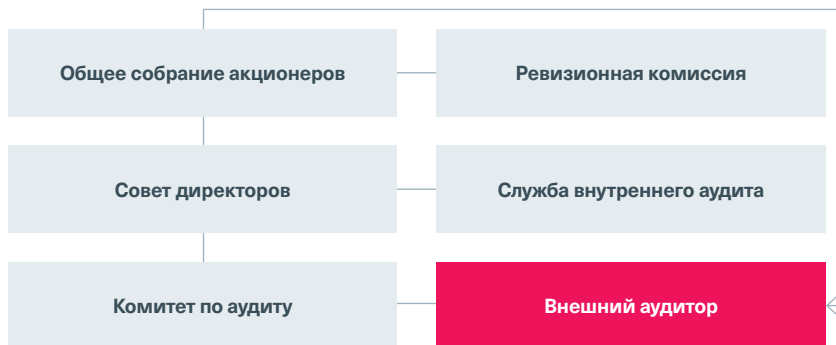 Общее собрание акционеров
Ревизионная комиссия
Совет директоров
Служба внутреннего аудита
Комитет по аудиту
Внешний аудитор